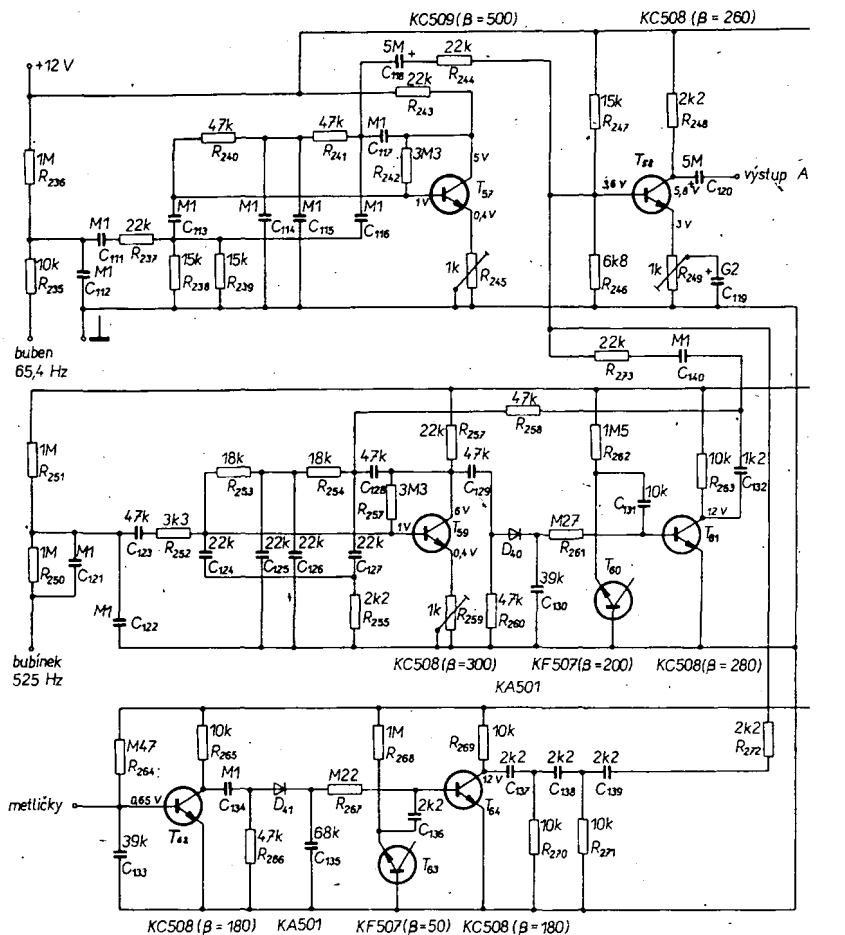 KC509 (β = 500) KC508 (β = 260)
+12 V
5M
C118
+
22k
R244
22k
R243
15k
R247
2k2
R248
47k
R240
47k
R241
M1
C117
3M3
R242
5 V
T57
1 V
0,4 V
T58
3,6 V
5,8 V
5M
+
C120
výstup A
3 V
1M
R236
M1
C113
M1
C114
M1
C115
M1
C116
M1
C111
22k
R237
10k
R235
M1
C112
15k
R238
15k
R239
1k
R245
6k8
R246
1k
R249
+
G2
C119
buben
65,4 Hz
22k
R273
M1
C140
47k
R258
1M
R251
22k
R257
1M5
R262
10k
R263
1k2
C132
18k
R253
18k
R254
47k
C128
47k
C129
3M3
R257
10k
C131
6 V
T59
1 V
0,4 V
12 V
T61
47k
C123
3k3
R252
D40
M27
R261
1M
R250
M1
C121
22k
C124
22k
C125
22k
C126
22k
C127
39k
C130
T60
M1
C122
2k2
R255
1k
R259
47k
R260
bubínek
525 Hz
KC508 (β=300) KF507 (β=200) KC508 (β=280)
KA501
M47
R264
10k
R265
1M
R268
R269
10k
2k2
R272
metličky
0,65 V
T62
M1
C134
D41
M22
R267
2k2
C136
12 V
T64
2k2
C137
2k2
C138
2k2
C139
39k
C133
47k
R266
68k
C135
T63
10k
R270
10k
R271
KC508 (β = 180) KA501 KF507 (β=50) KC508 (β=180)